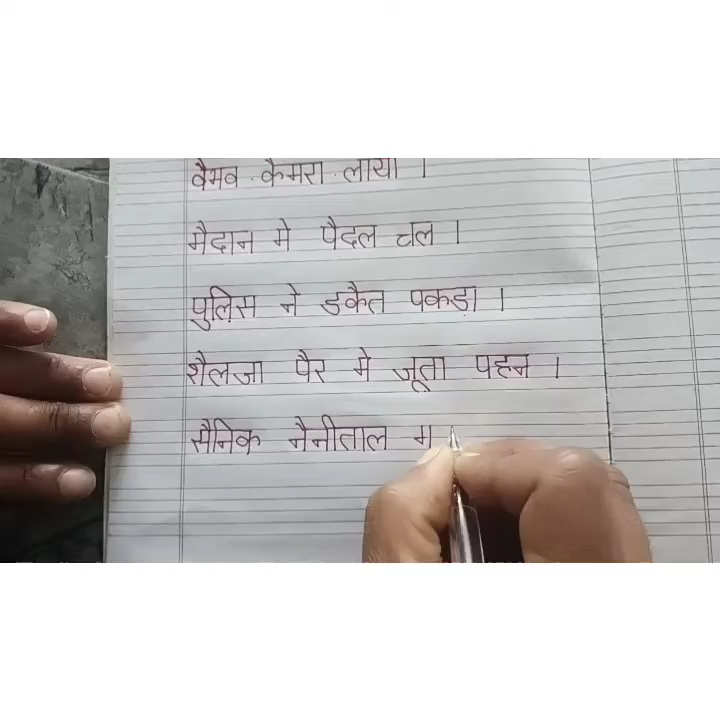 वैभव कैमरा लाया ।
मैदान मे पैदल चल ।
पुलिस ने डकैत पकड़ा ।
शैलजा पैर मे जूता पहन ।
सैनिक नैनीताल ग